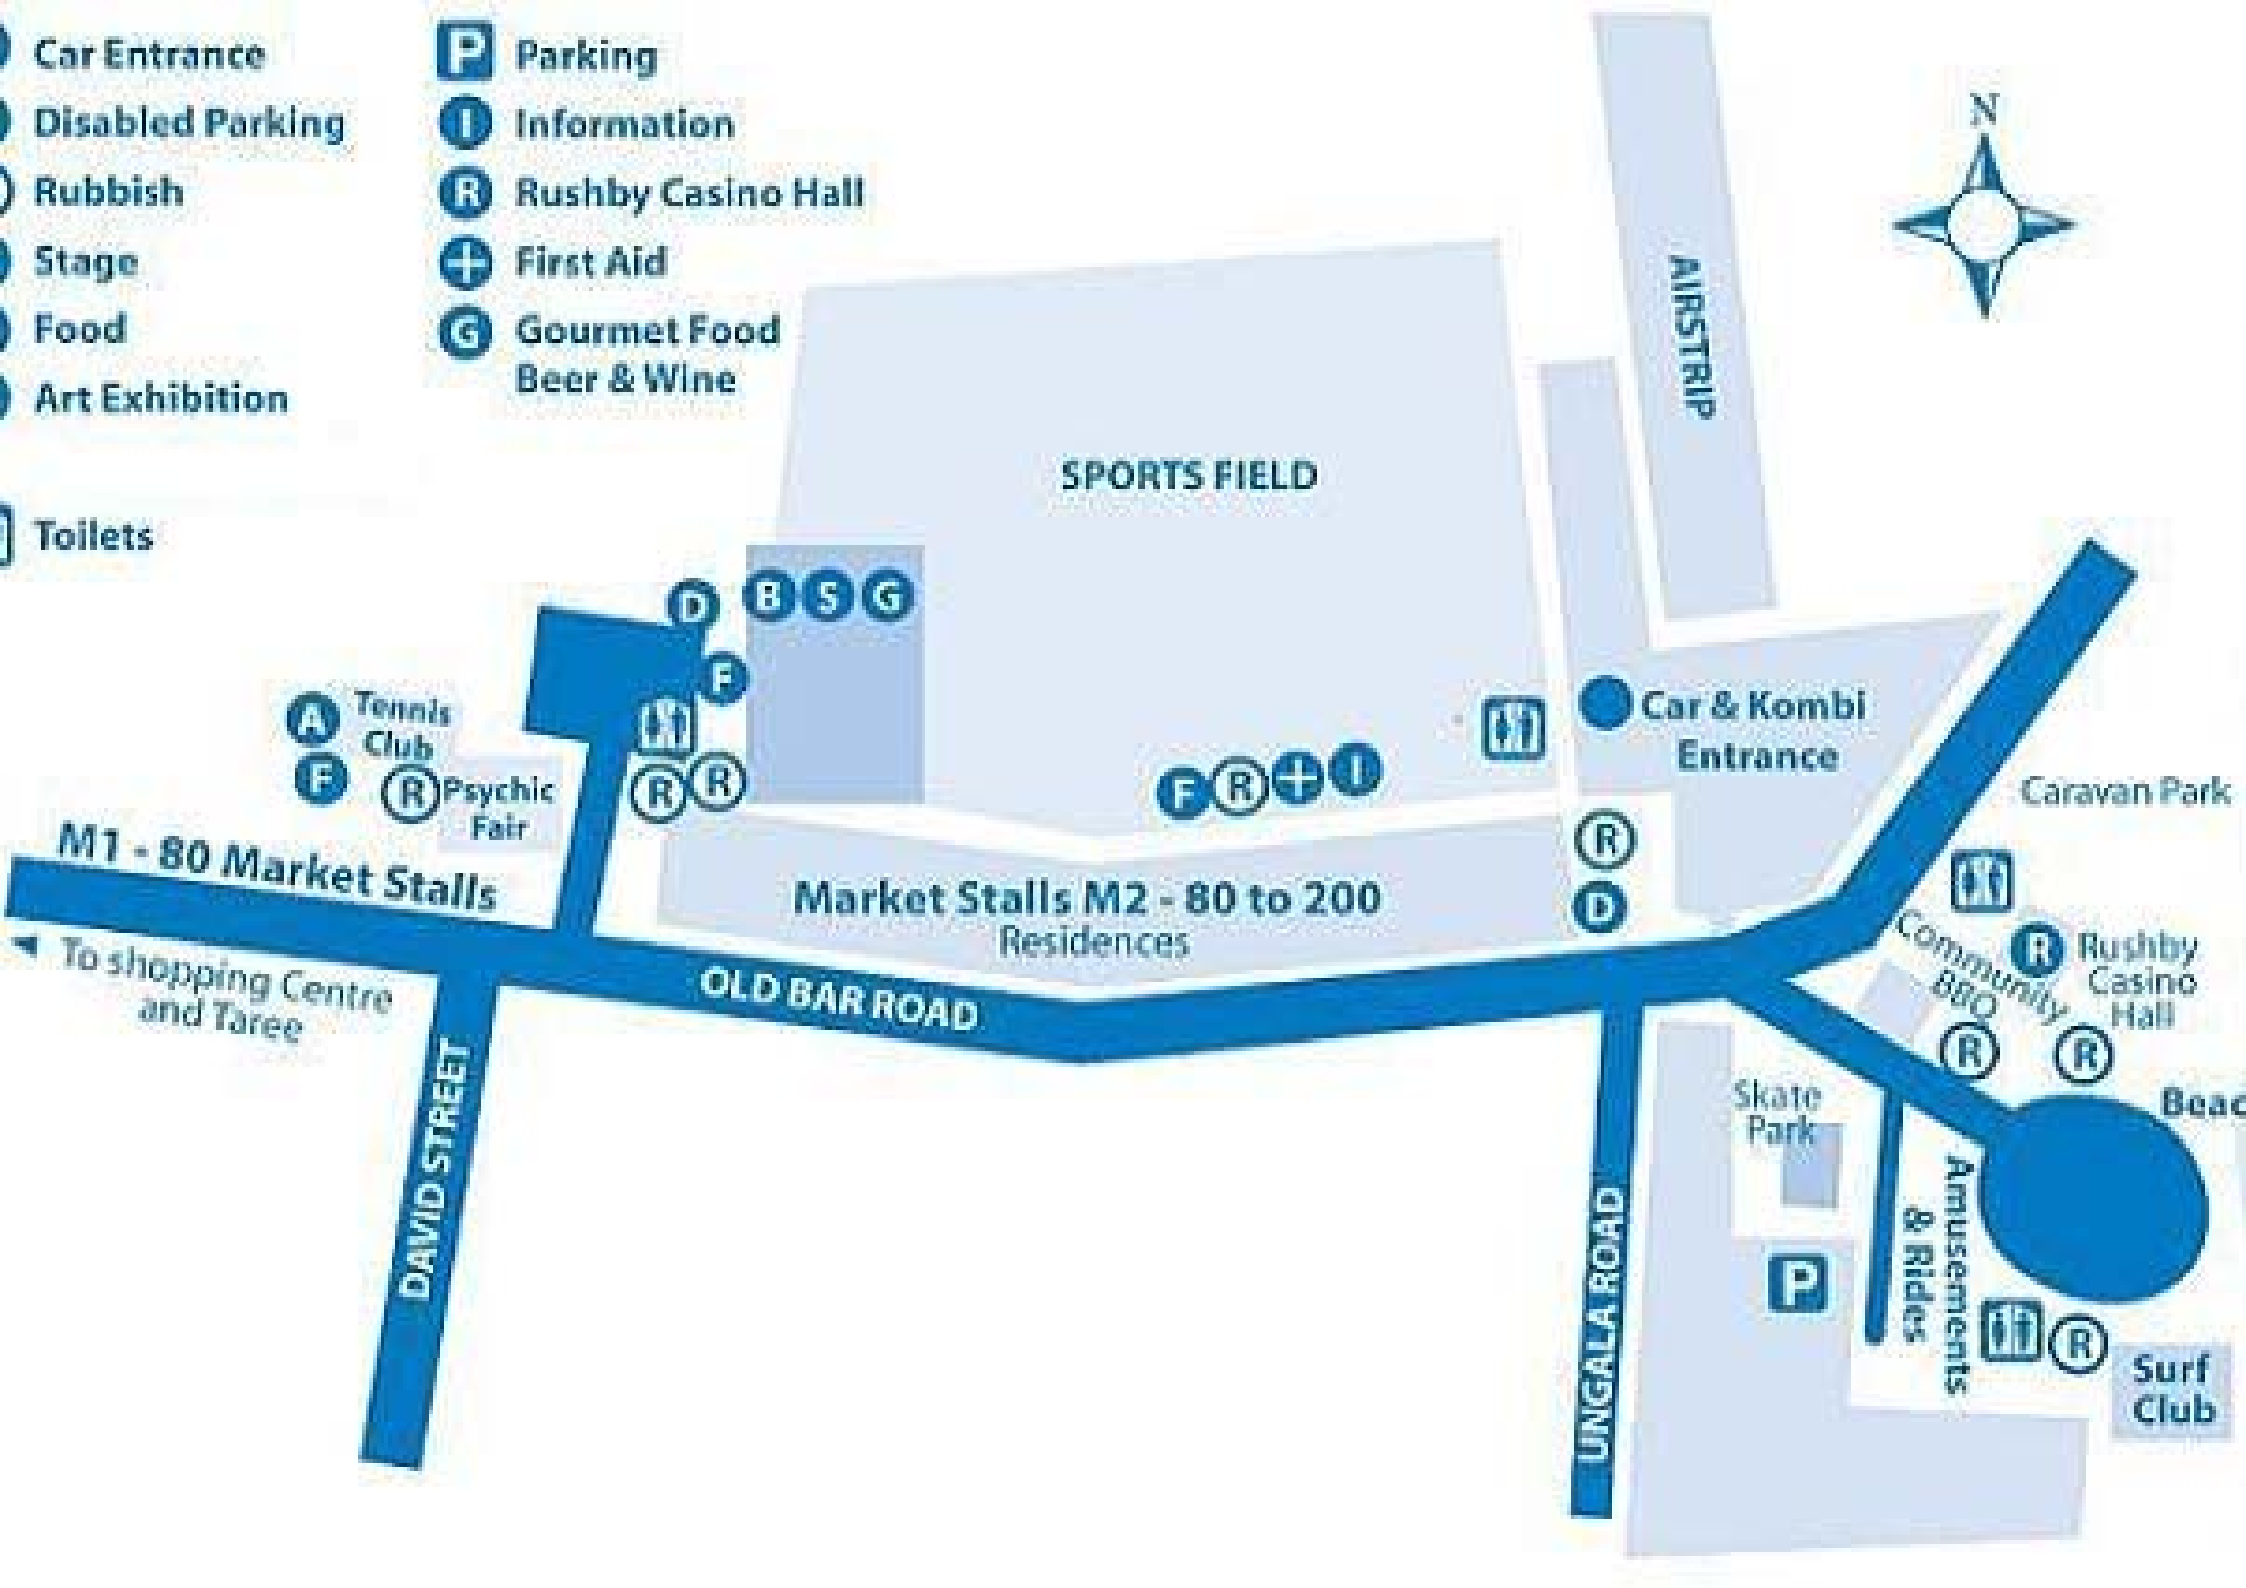 Car Entrance
Disabled Parking
Rubbish
Stage
Food
Art Exhibition
Toilets
P Parking
I Information
R Rushby Casino Hall
+ First Aid
G Gourmet Food
Beer & Wine
N
AIRSTRIP
SPORTS FIELD
D B S G
F
A Tennis
Club
F R Psychic
Fair
R R
F R + I
Car & Kombi
Entrance
R
D
Caravan Park
M1 - 80 Market Stalls
To shopping Centre
and Taree
Market Stalls M2 - 80 to 200
Residences
OLD BAR ROAD
DAVID STREET
UNGALA ROAD
Community
BBQ
R Rushby
Casino
Hall
R R
Skate
Park
Beac
P
Amusements
& Rides
R
Surf
Club